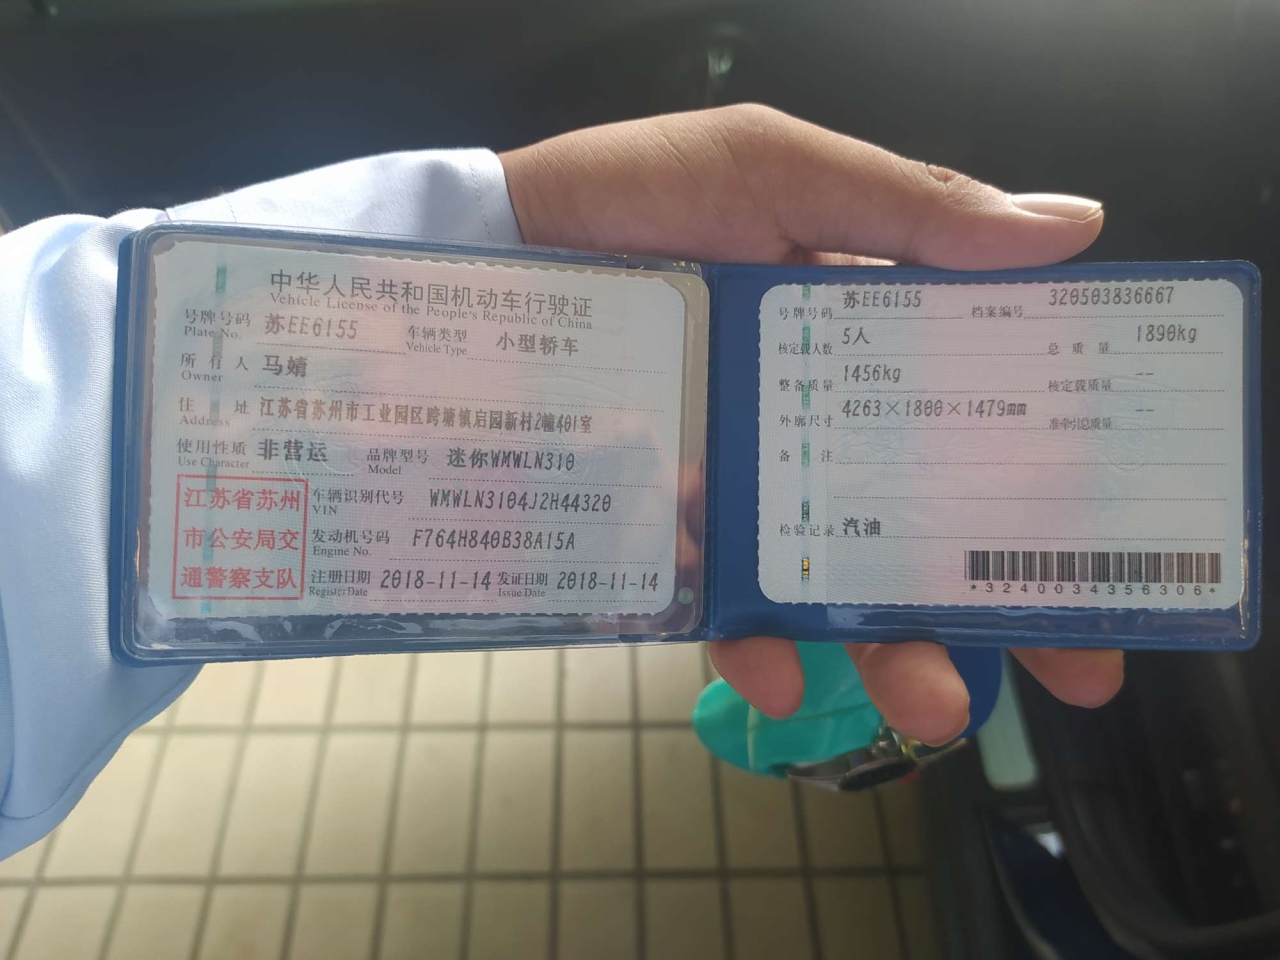 中华人民共和国机动车行驶证
Vehicle License of the People's Republic of China
号牌号码 苏EE6155 车辆类型 小型轿车
Plate No. Vehicle Type
所有人 马婧
Owner
住址 江苏省苏州市工业园区跨塘镇启园新村2幢401室
Address
使用性质 非营运 品牌型号 迷你WMWLN310
Use Character Model
江苏省苏州
市公安局交
通警察支队
车辆识别代号 WMWLN3104J2H44320
VIN
发动机号码 F764H840B38A15A
Engine No.
注册日期 2018-11-14 发证日期 2018-11-14
Register Date Issue Date
号牌号码 苏EE6155 档案编号 320503836667
核定载人数 5人 总质量 1890kg
整备质量 1456kg 核定载质量 --
外廓尺寸 4263×1800×1479mm 准牵引总质量 --
备注
检验记录 汽油
*3240034356306*